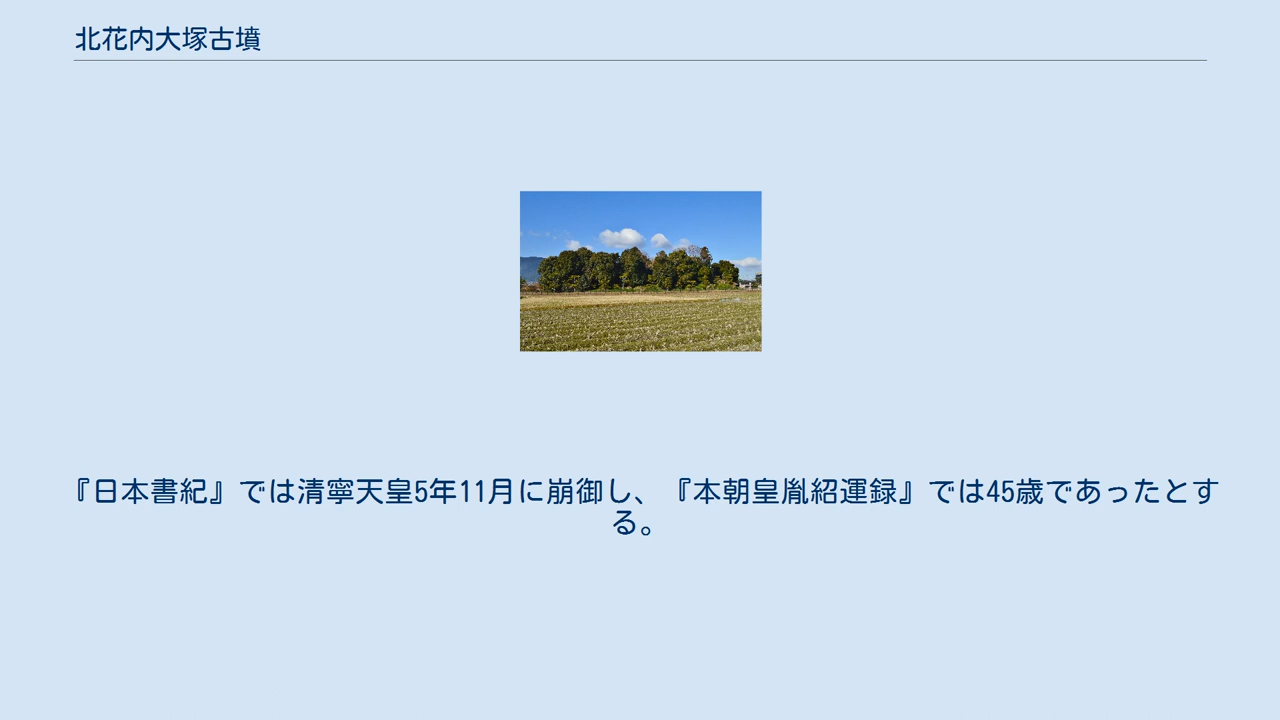 北花内大塚古墳
『日本書紀』では清寧天皇5年11月に崩御し、『本朝皇胤紹運録』では45歳であったとす
る。